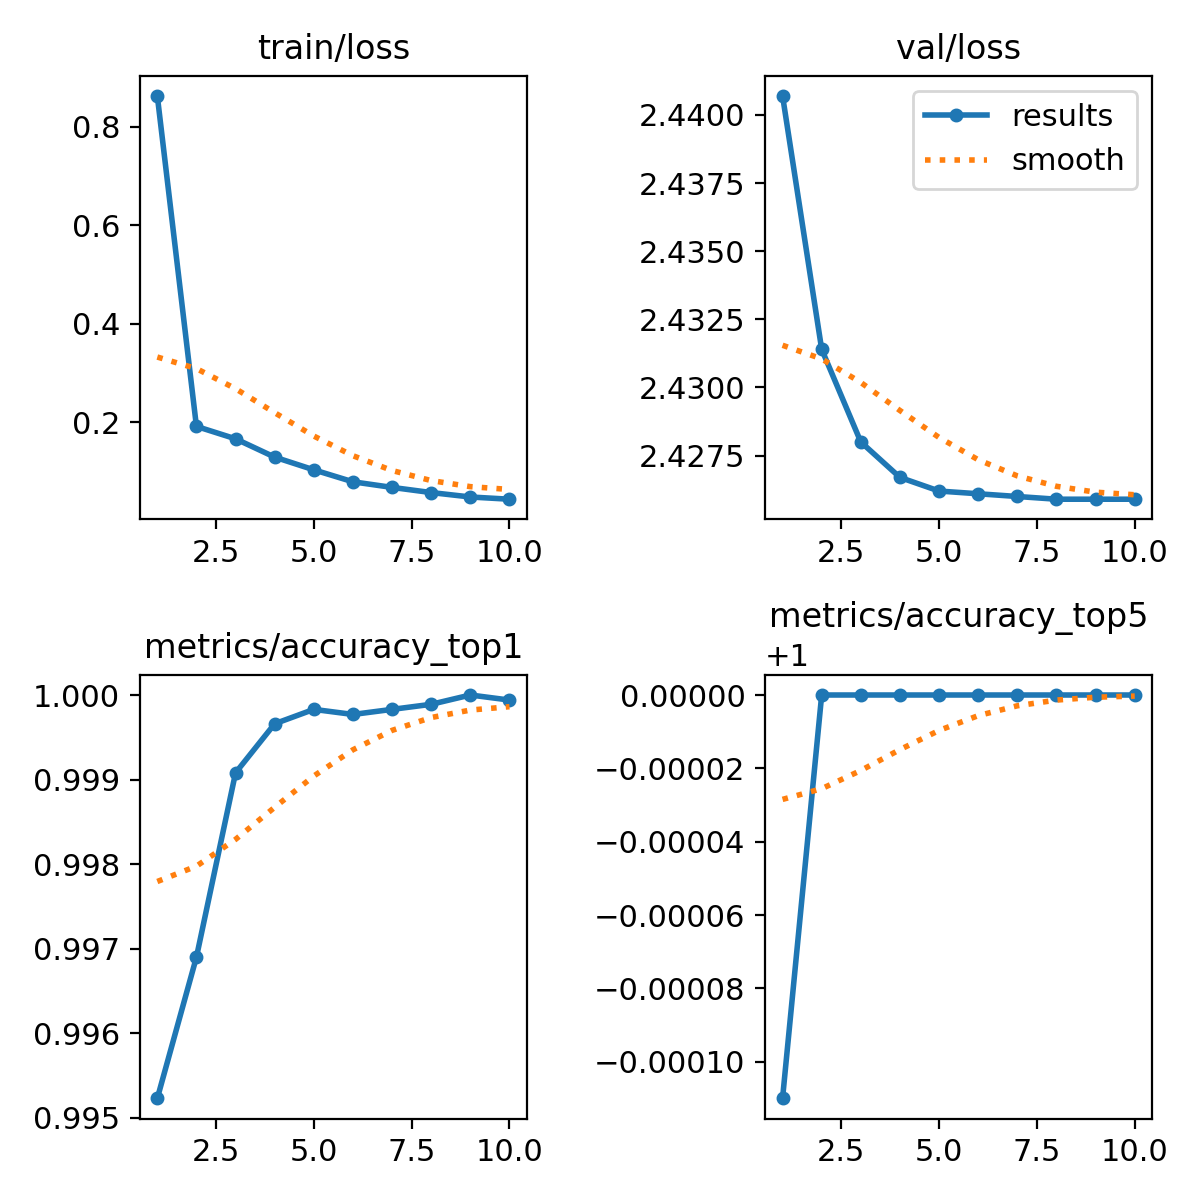 train/loss
0.8
0.6
0.4
0.2
2.5 5.0 7.5 10.0
val/loss
results
smooth
2.4400
2.4375
2.4350
2.4325
2.4300
2.4275
2.5 5.0 7.5 10.0
metrics/accuracy_top1
1.000
0.999
0.998
0.997
0.996
0.995
2.5 5.0 7.5 10.0
metrics/accuracy_top5
+1
0.00000
−0.00002
−0.00004
−0.00006
−0.00008
−0.00010
2.5 5.0 7.5 10.0